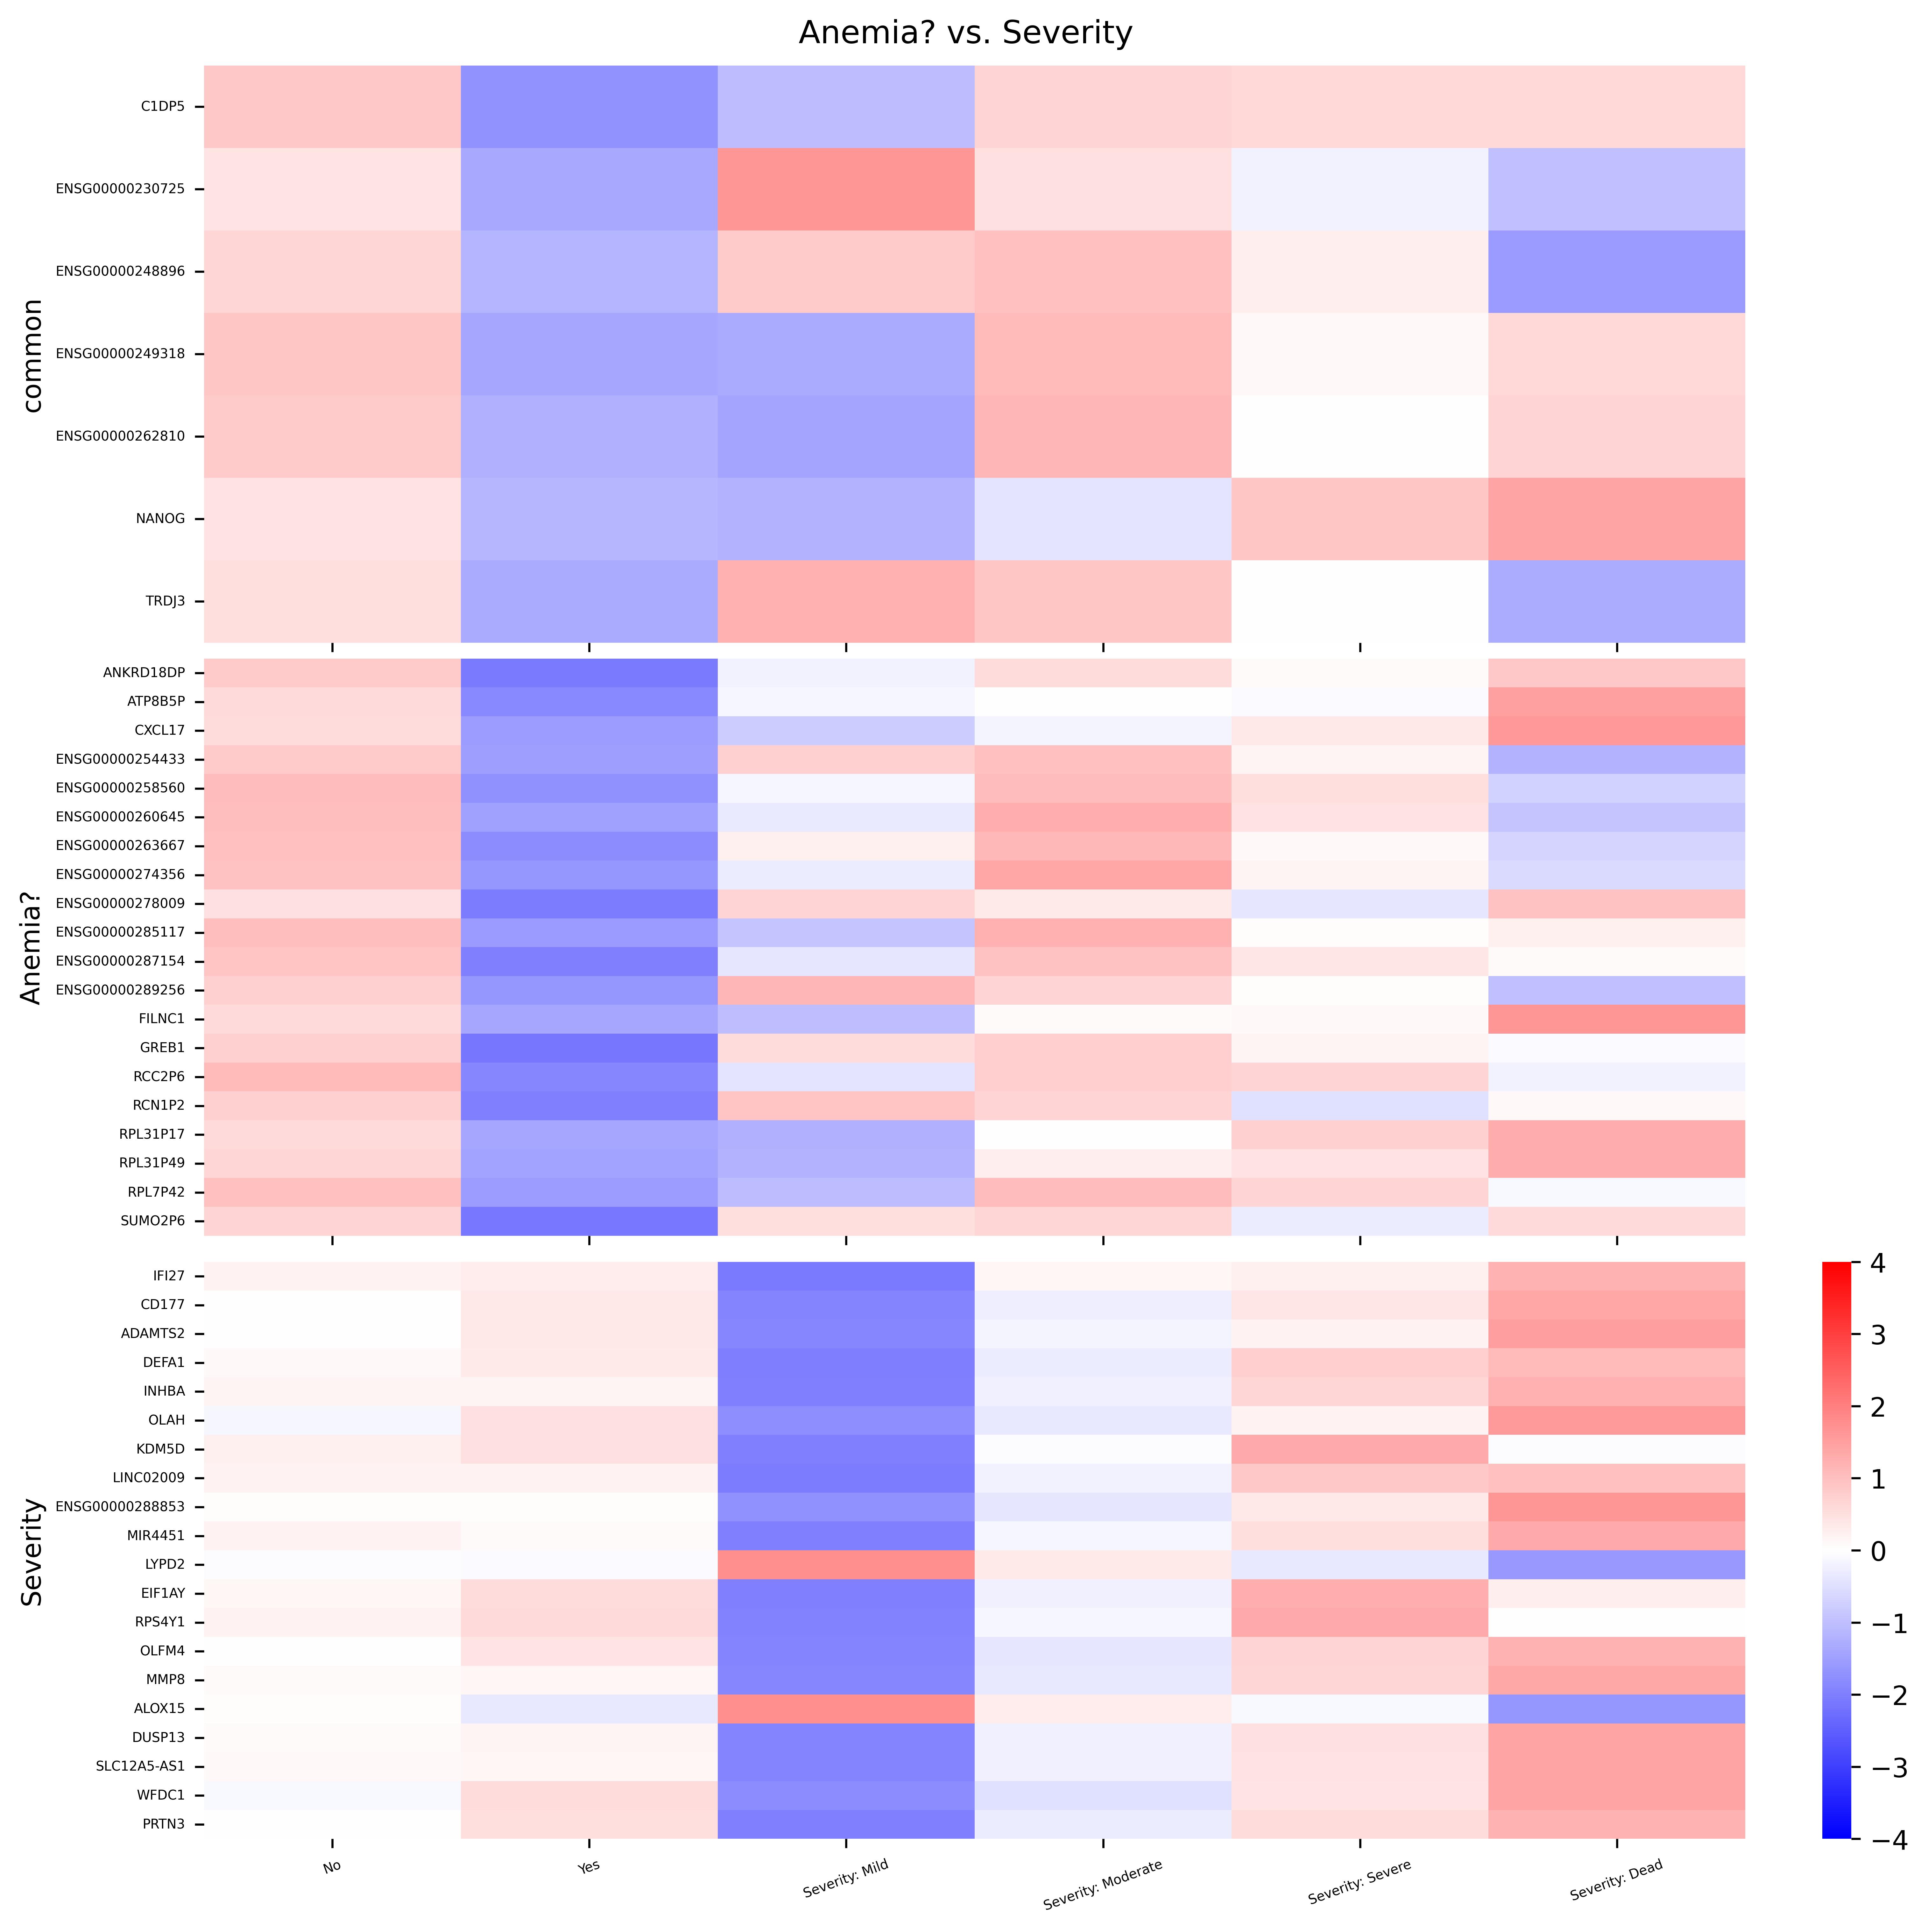 Anemia? vs. Severity
common
C1DP5
ENSG00000230725
ENSG00000248896
ENSG00000249318
ENSG00000262810
NANOG
TRDJ3
Anemia?
ANKRD18DP
ATP8B5P
CXCL17
ENSG00000254433
ENSG00000258560
ENSG00000260645
ENSG00000263667
ENSG00000274356
ENSG00000278009
ENSG00000285117
ENSG00000287154
ENSG00000289256
FILNC1
GREB1
RCC2P6
RCN1P2
RPL31P17
RPL31P49
RPL7P42
SUMO2P6
Severity
IFI27
CD177
ADAMTS2
DEFA1
INHBA
OLAH
KDM5D
LINC02009
ENSG00000288853
MIR4451
LYPD2
EIF1AY
RPS4Y1
OLFM4
MMP8
ALOX15
DUSP13
SLC12A5-AS1
WFDC1
PRTN3
No
Yes
Severity: Mild
Severity: Moderate
Severity: Severe
Severity: Dead
4
3
2
1
0
−1
−2
−3
−4